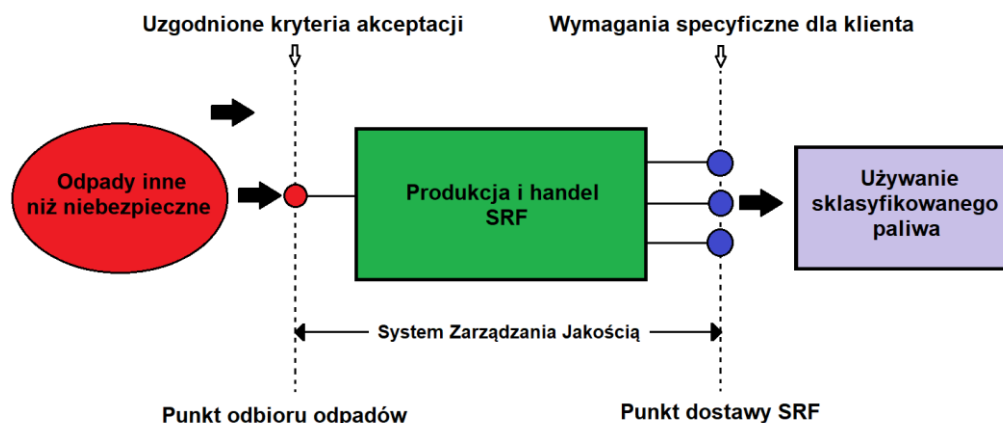 Uzgodnione kryteria akceptacji
Wymagania specyficzne dla klienta
Odpady inne
niż niebezpieczne
Produkcja i handel
SRF
Używanie
sklasyfikowanego
paliwa
System Zarządzania Jakością
Punkt odbioru odpadów
Punkt dostawy SRF